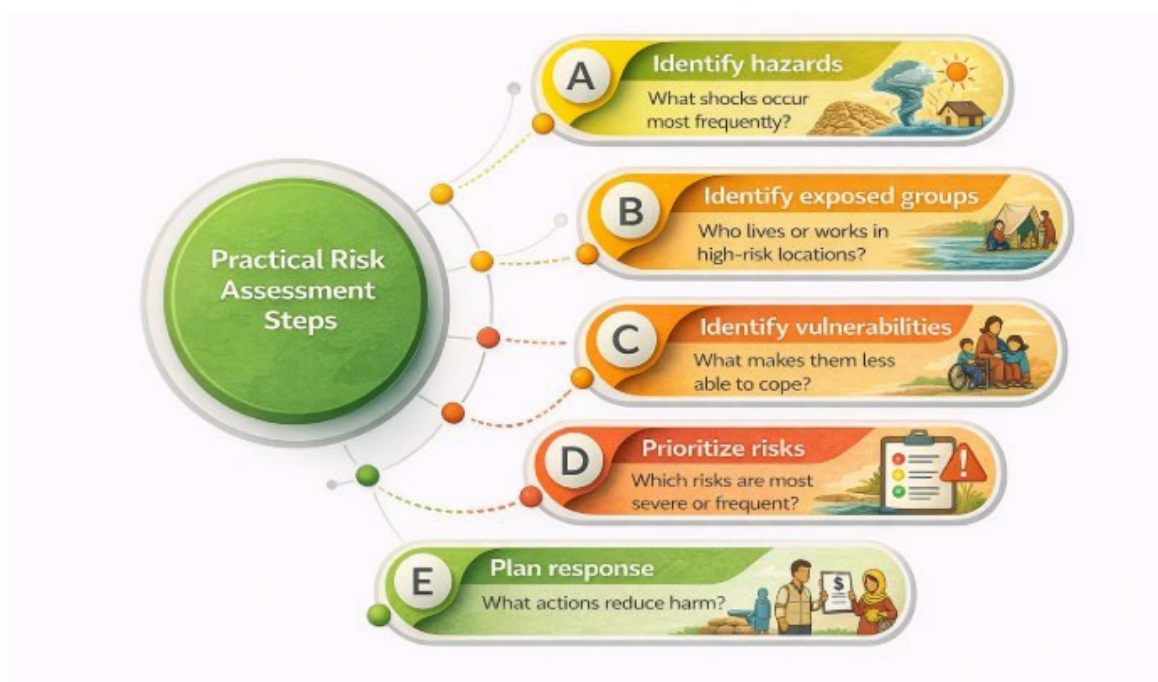 Practical Risk
Assessment
Steps
A
Identify hazards
What shocks occur
most frequently?
B
Identify exposed groups
Who lives or works in
high-risk locations?
C
Identify vulnerabilities
What makes them less
able to cope?
D
Prioritize risks
Which risks are most
severe or frequent?
!
E
Plan response
What actions reduce harm?
$